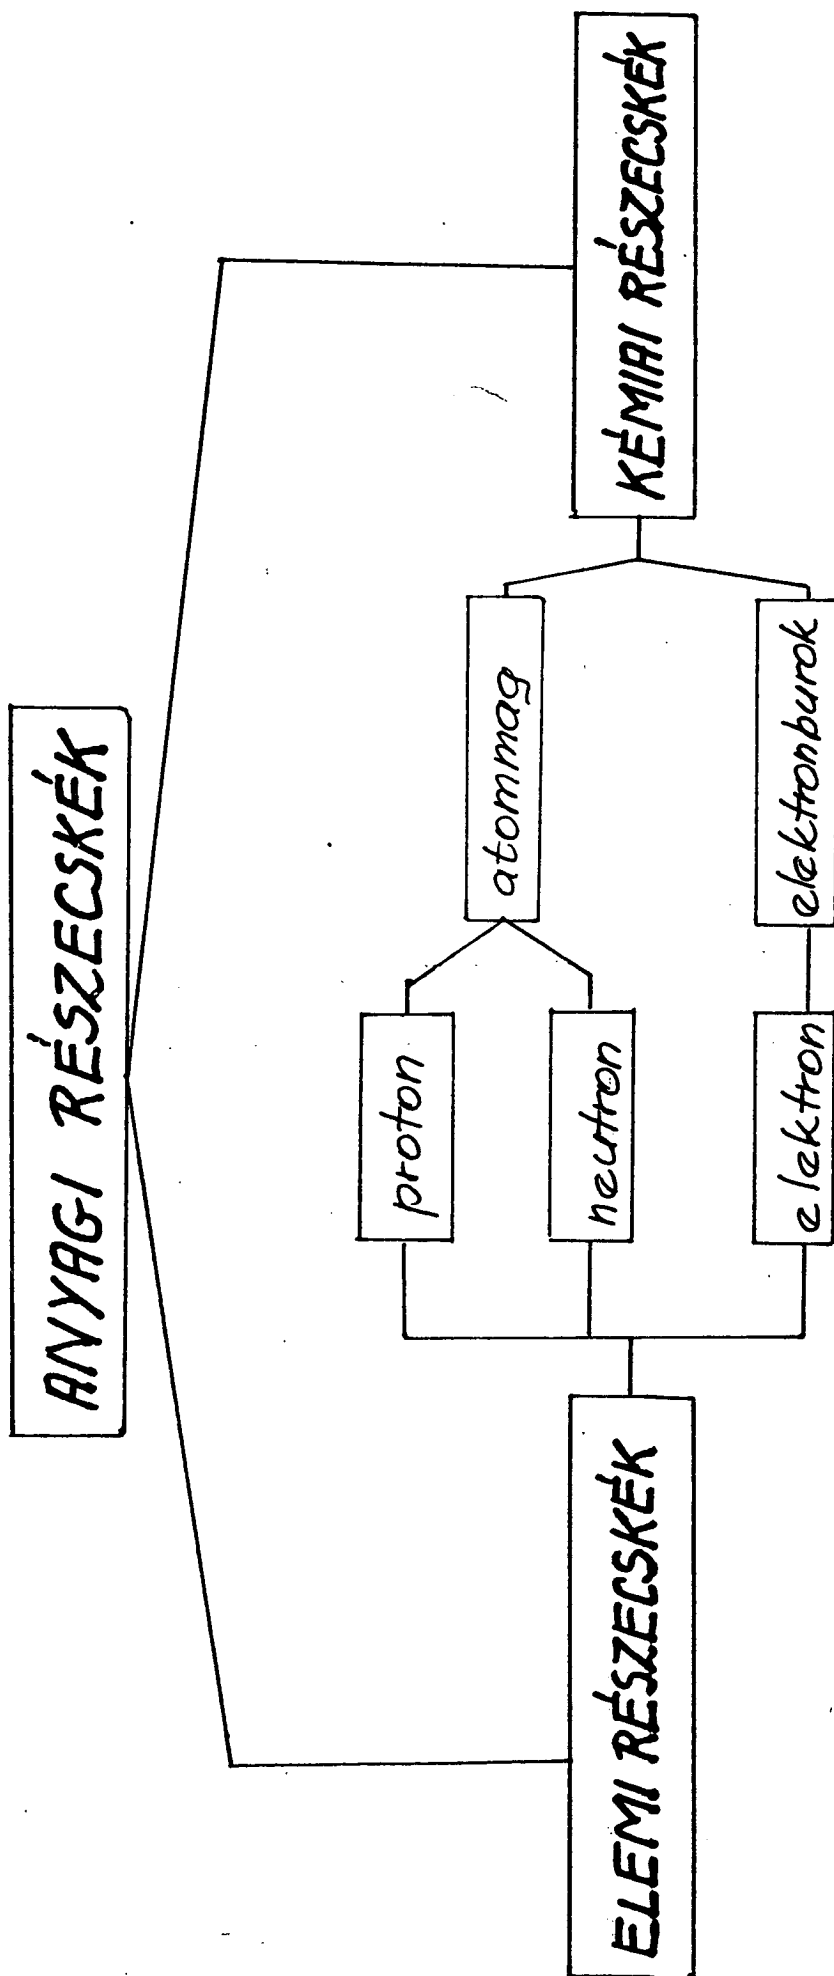 ANYAGI RÉSZECSKÉK
ELEMI RÉSZECSKÉK
proton
neutron
elektron
atommag
elektronburok
KÉMIAI RÉSZECSKÉK